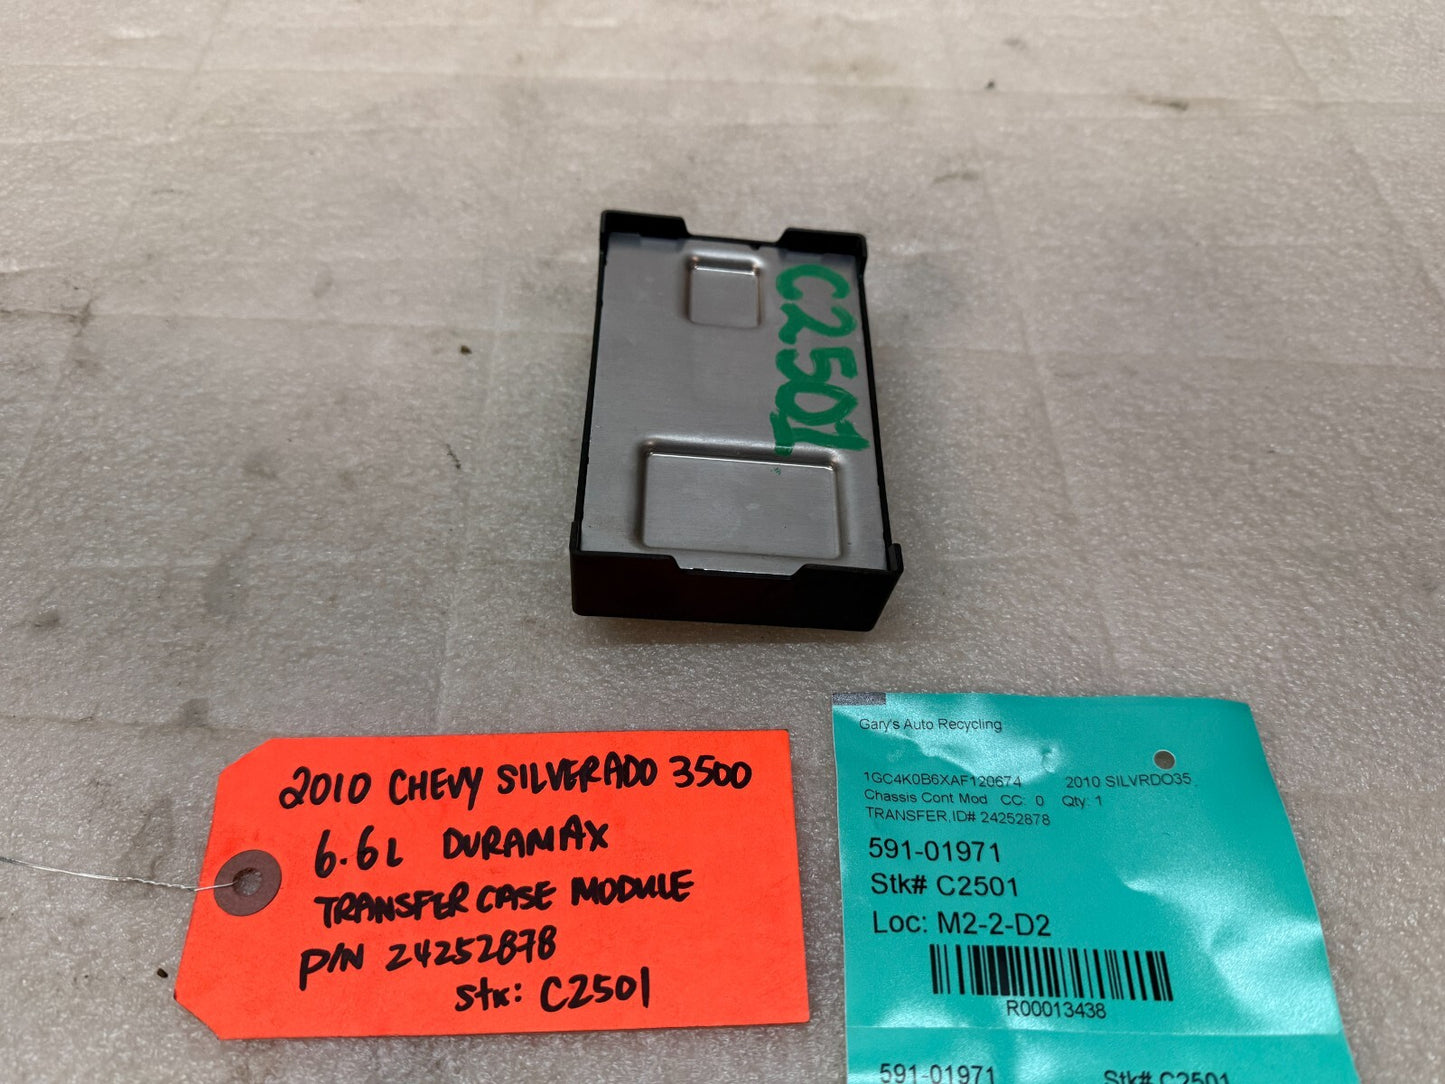 C2501
2010 CHEVY SILVERADO 3500
6.6L DURAMAX
TRANSFER CASE MODULE
P/N 24252878
Stk: C2501
Gary's Auto Recycling
1GC4K0B6XAF120674 2010 SILVRDO35
Chassis Cont Mod CC: 0 Qty: 1
TRANSFER,ID# 24252878
591-01971
Stk# C2501
Loc: M2-2-D2
R00013438
591-01971 Stk# C2501